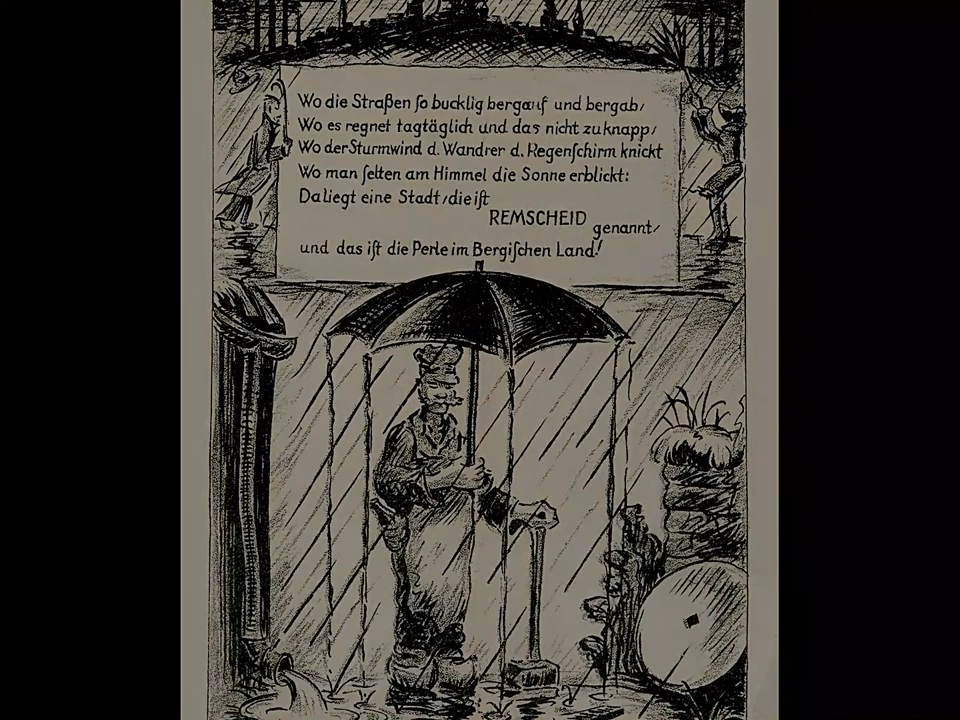 Wo die Straßen ſo bucklig bergauf und bergab,
Wo es regnet tagtäglich und das nicht zu knapp,
Wo der Sturmwind d. Wandrer d. Regenſchirm knickt
Wo man ſelten am Himmel die Sonne erblickt:
Da liegt eine Stadt, die iſt
REMSCHEID
genannt,
und das iſt die Perle im Bergiſchen Land!